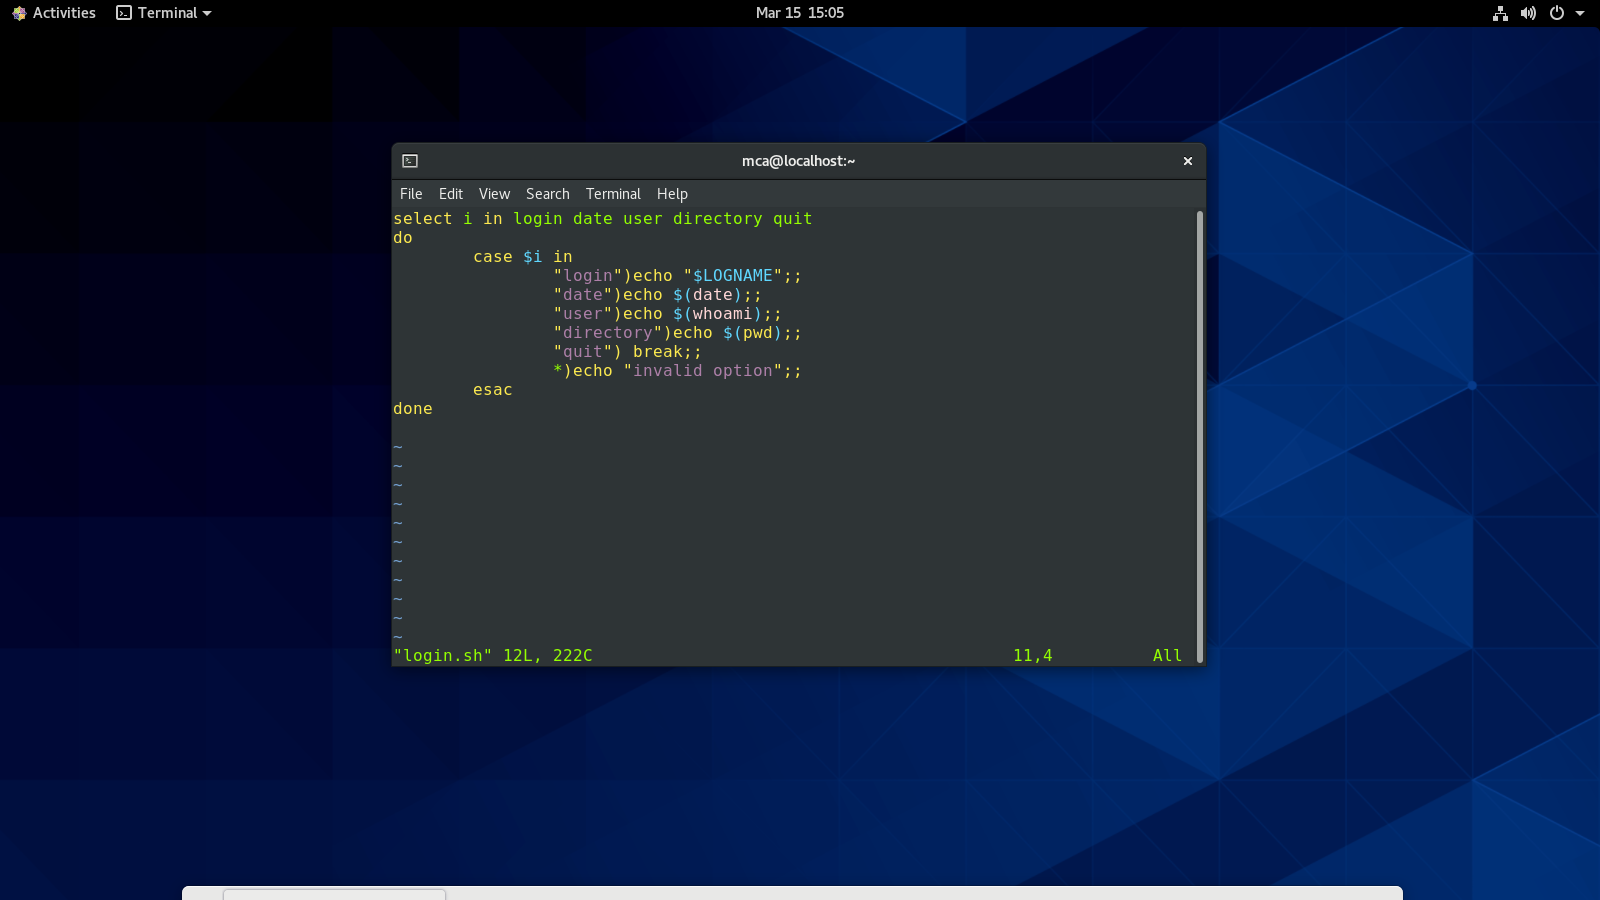 Activities Terminal Mar 15 15:05
mca@localhost:~
File Edit View Search Terminal Help
select i in login date user directory quit
do
        case $i in
                "login")echo "$LOGNAME";;
                "date")echo $(date);;
                "user")echo $(whoami);;
                "directory")echo $(pwd);;
                "quit") break;;
                *)echo "invalid option";;
        esac
done
~
~
~
~
~
~
~
~
~
~
~
"login.sh" 12L, 222C 11,4 All